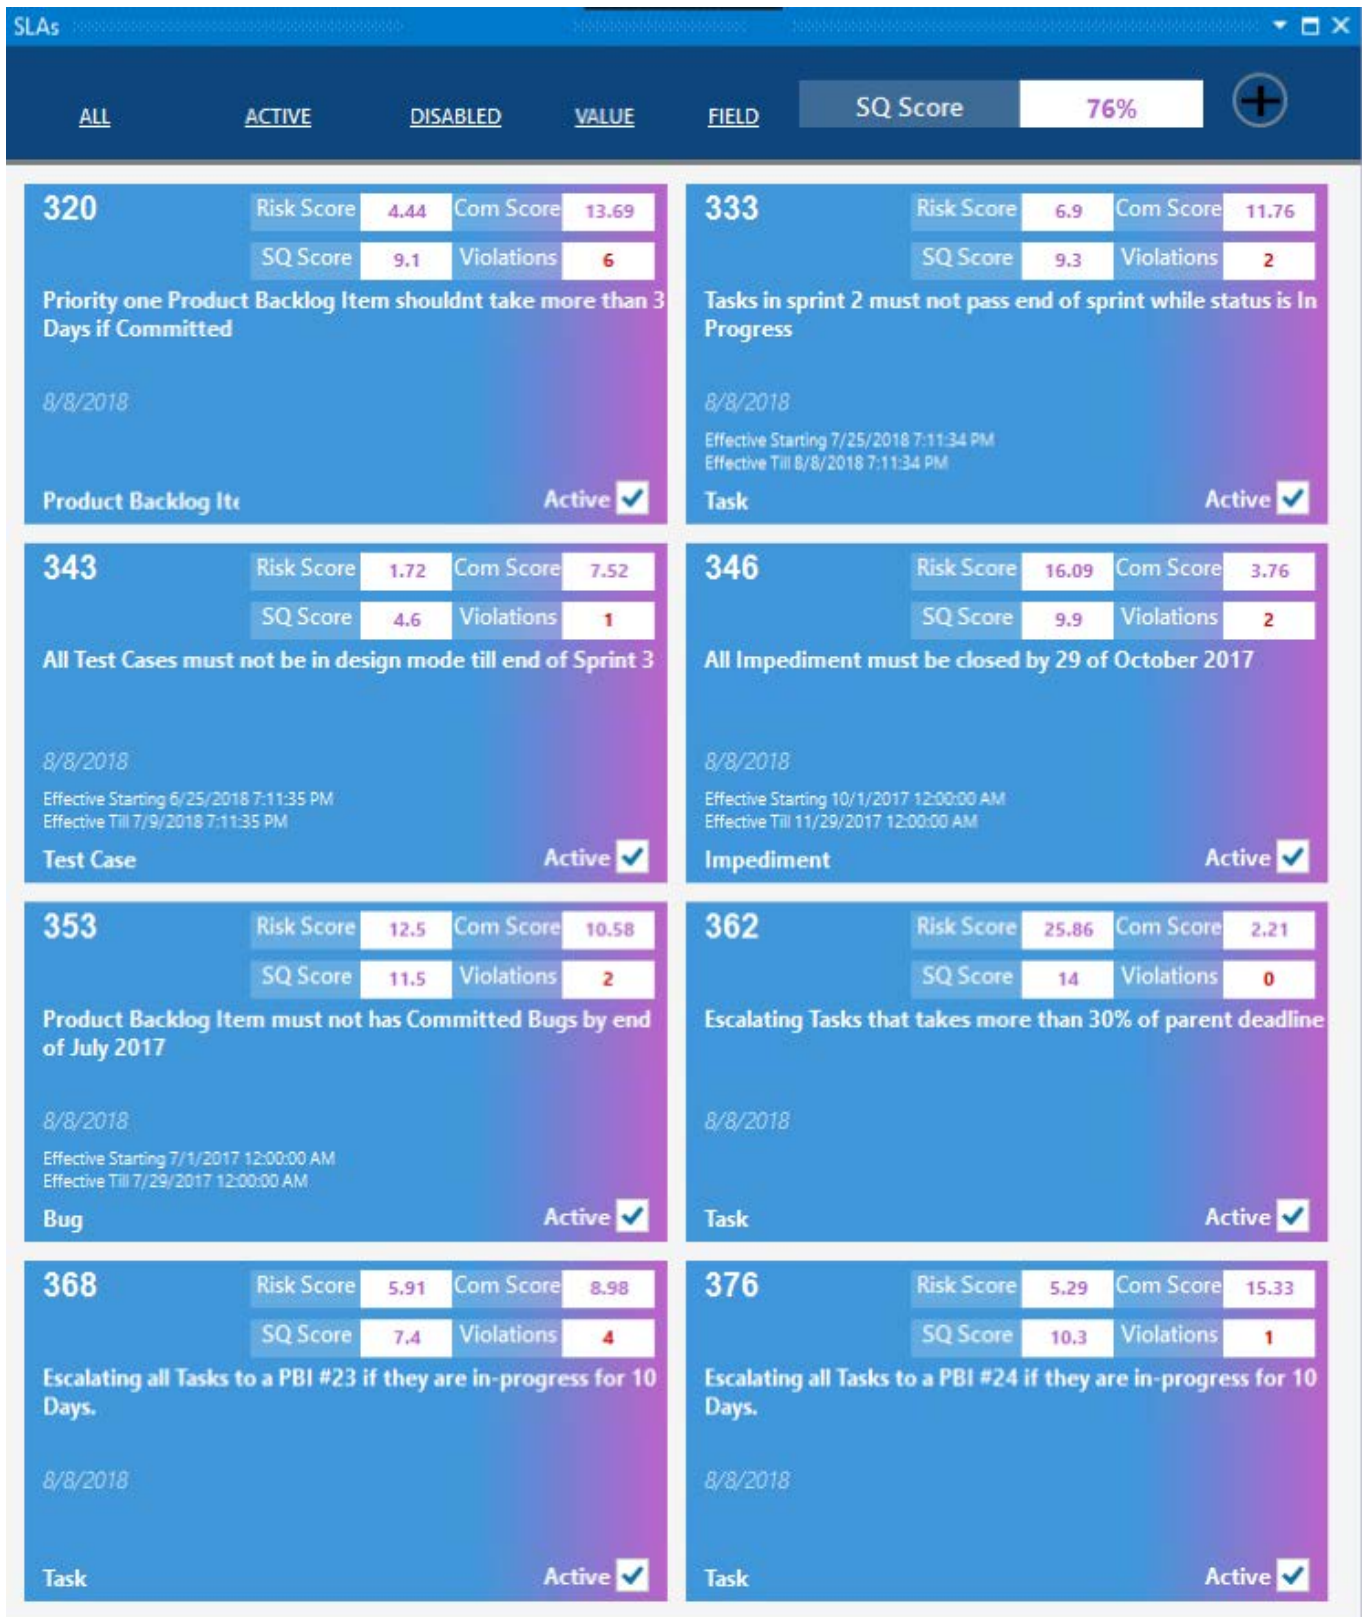 SLAs
ALL ACTIVE DISABLED VALUE FIELD SQ Score 76%
320 Risk Score 4.44 Com Score 13.69
SQ Score 9.1 Violations 6
Priority one Product Backlog Item shouldnt take more than 3
Days if Committed
8/8/2018
Product Backlog Ite Active
333 Risk Score 6.9 Com Score 11.76
SQ Score 9.3 Violations 2
Tasks in sprint 2 must not pass end of sprint while status is In
Progress
8/8/2018
Effective Starting 7/25/2018 7:11:34 PM
Effective Till 8/8/2018 7:11:34 PM
Task Active
343 Risk Score 1.72 Com Score 7.52
SQ Score 4.6 Violations 1
All Test Cases must not be in design mode till end of Sprint 3
8/8/2018
Effective Starting 6/25/2018 7:11:35 PM
Effective Till 7/9/2018 7:11:35 PM
Test Case Active
346 Risk Score 16.09 Com Score 3.76
SQ Score 9.9 Violations 2
All Impediment must be closed by 29 of October 2017
8/8/2018
Effective Starting 10/1/2017 12:00:00 AM
Effective Till 11/29/2017 12:00:00 AM
Impediment Active
353 Risk Score 12.5 Com Score 10.58
SQ Score 11.5 Violations 2
Product Backlog Item must not has Committed Bugs by end
of July 2017
8/8/2018
Effective Starting 7/1/2017 12:00:00 AM
Effective Till 7/29/2017 12:00:00 AM
Bug Active
362 Risk Score 25.86 Com Score 2.21
SQ Score 14 Violations 0
Escalating Tasks that takes more than 30% of parent deadline
8/8/2018
Task Active
368 Risk Score 5.91 Com Score 8.98
SQ Score 7.4 Violations 4
Escalating all Tasks to a PBI #23 if they are in-progress for 10
Days.
8/8/2018
Task Active
376 Risk Score 5.29 Com Score 15.33
SQ Score 10.3 Violations 1
Escalating all Tasks to a PBI #24 if they are in-progress for 10
Days.
8/8/2018
Task Active